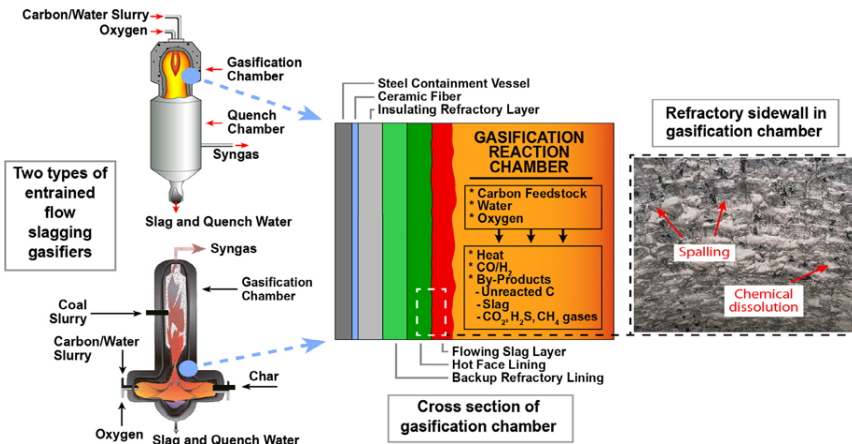 Carbon/Water Slurry
Oxygen
Gasification
Chamber
Quench
Chamber
Syngas
Slag and Quench Water
Two types of
entrained
flow
slagging
gasifiers
Syngas
Gasification
Chamber
Coal
Slurry
Carbon/Water
Slurry
Char
Oxygen
Slag and Quench Water
Steel Containment Vessel
Ceramic Fiber
Insulating Refractory Layer
GASIFICATION
REACTION
CHAMBER
* Carbon Feedstock
* Water
* Oxygen
* Heat
* CO/H₂
* By-Products
- Unreacted C
- Slag
- CO₂, H₂S, CH₄ gases
Flowing Slag Layer
Hot Face Lining
Backup Refractory Lining
Cross section of
gasification chamber
Refractory sidewall in
gasification chamber
Spalling
Chemical
dissolution